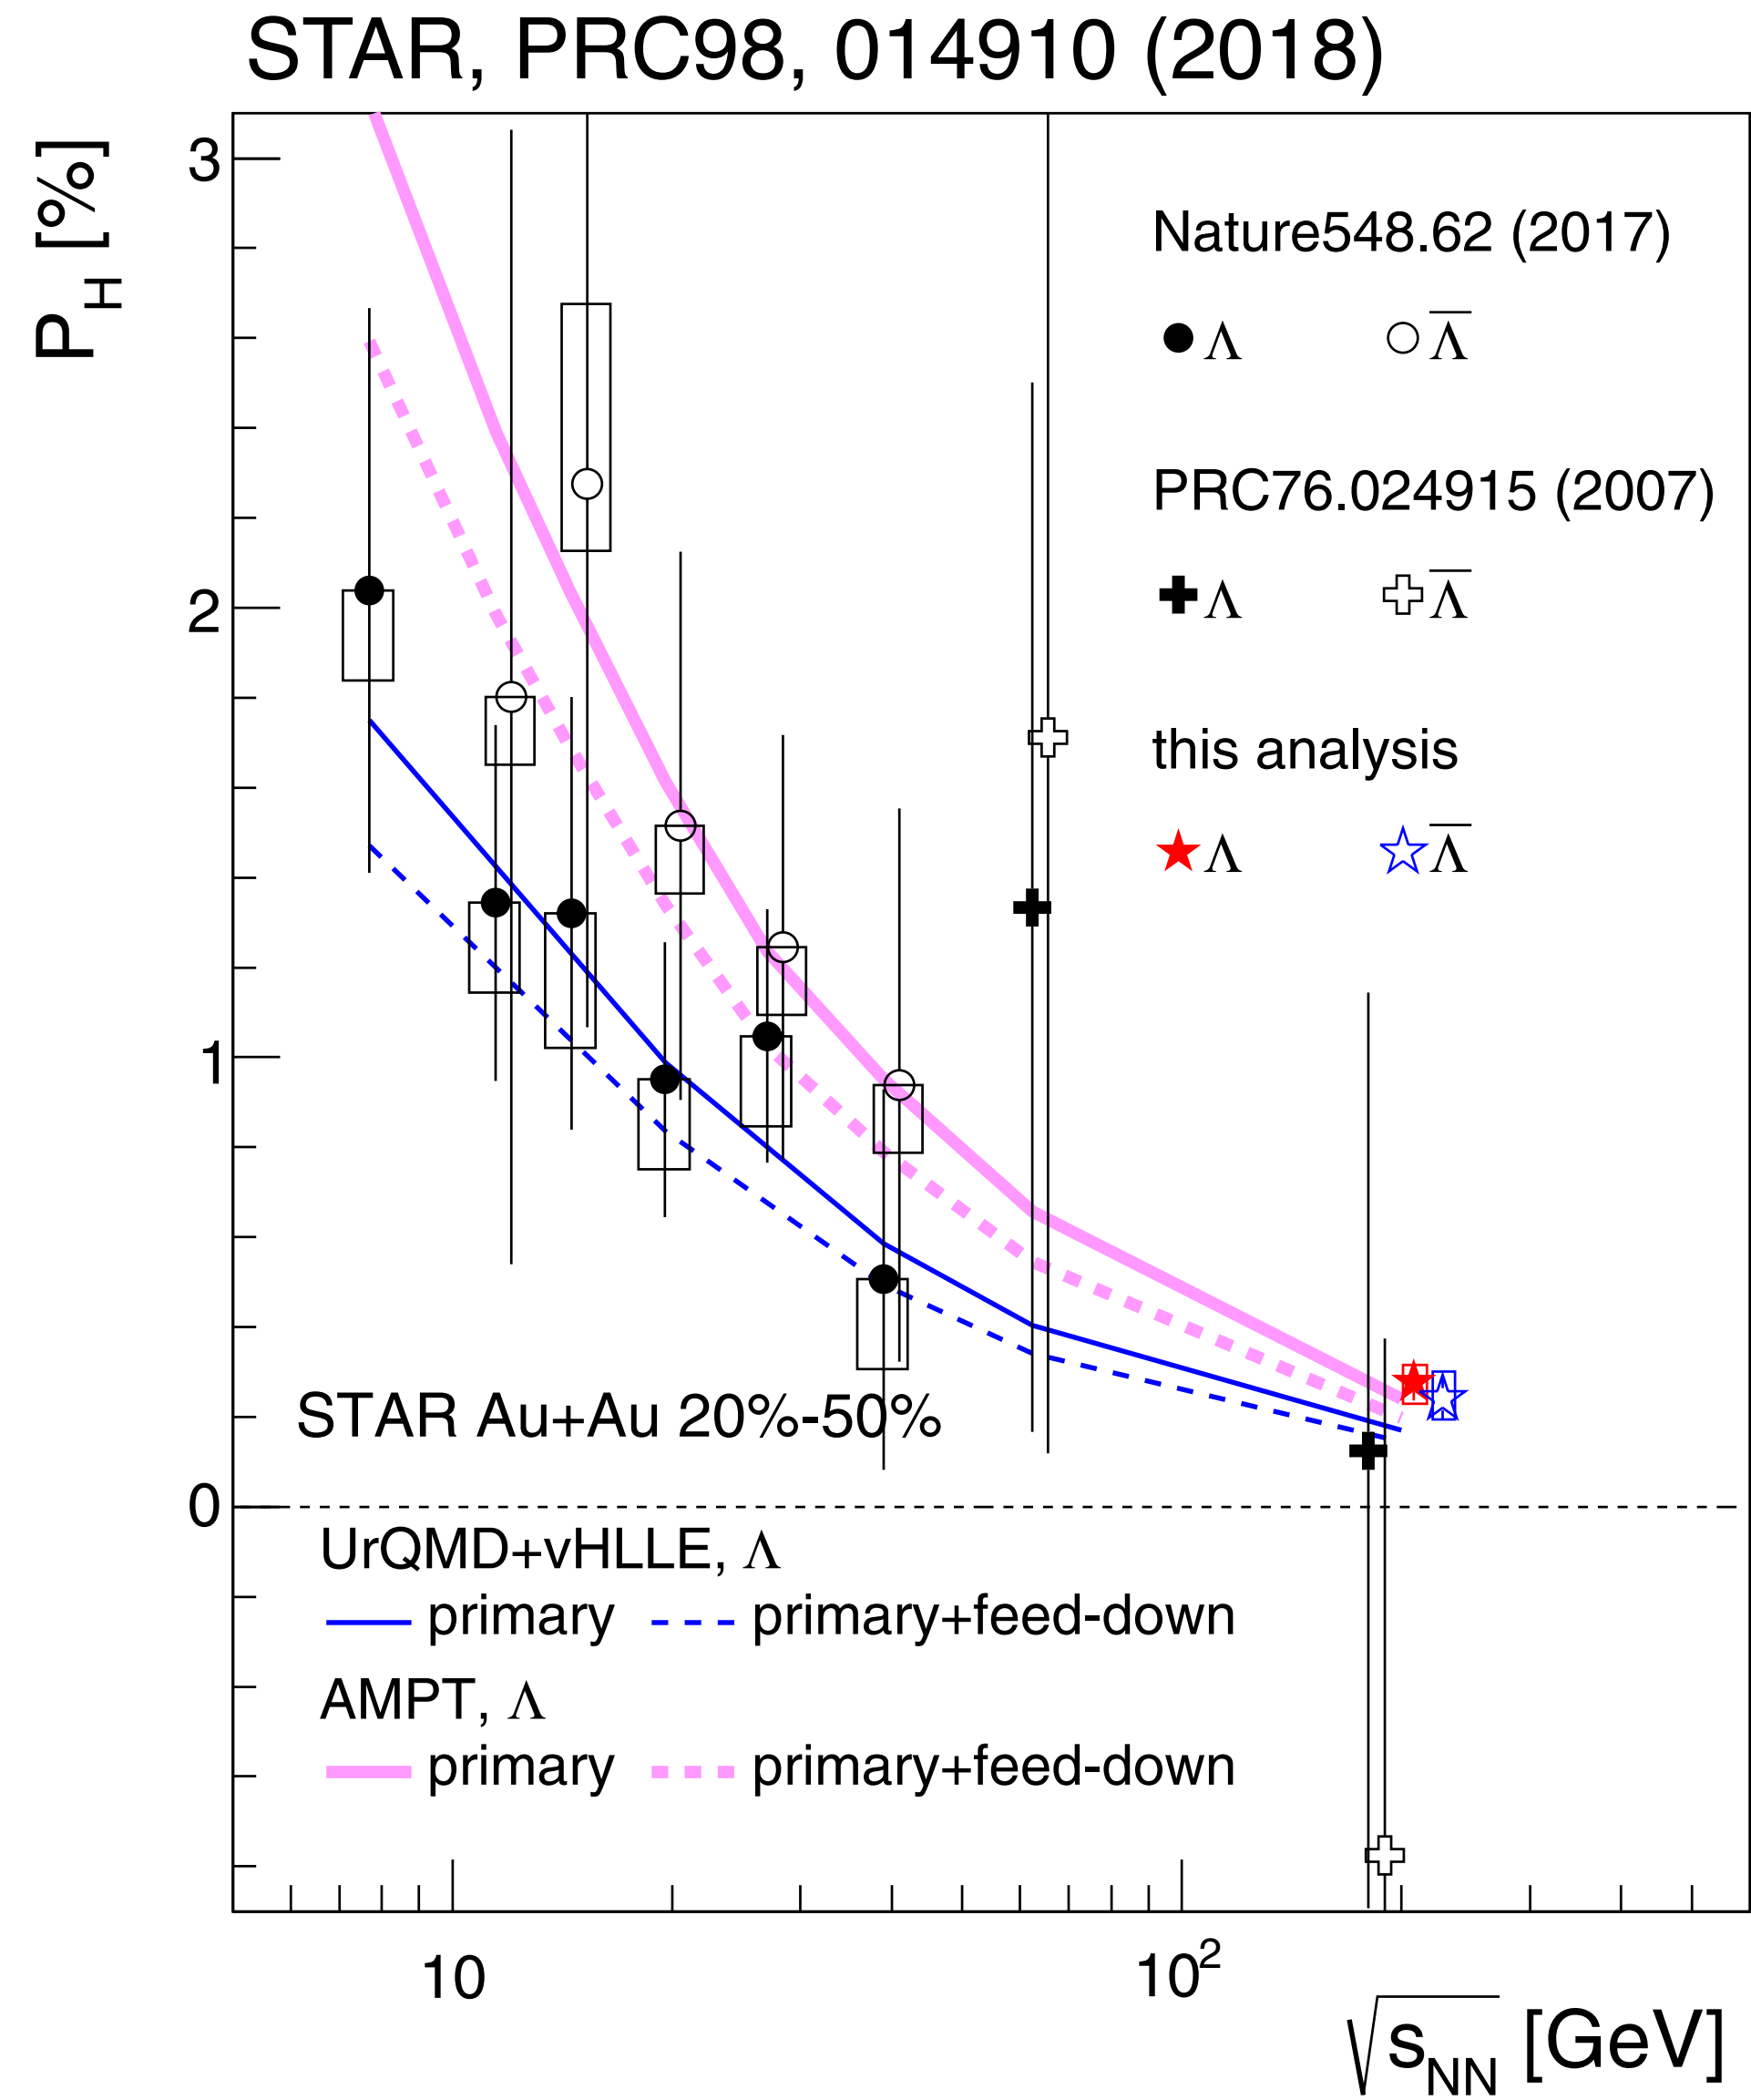 STAR, PRC98, 014910 (2018)
P_H [%]
3
2
1
0
Nature548.62 (2017)
Λ Λ̅
PRC76.024915 (2007)
Λ Λ̅
this analysis
Λ Λ̅
STAR Au+Au 20%-50%
UrQMD+vHLLE, Λ
primary primary+feed-down
AMPT, Λ
primary primary+feed-down
10 10²
√s_NN [GeV]